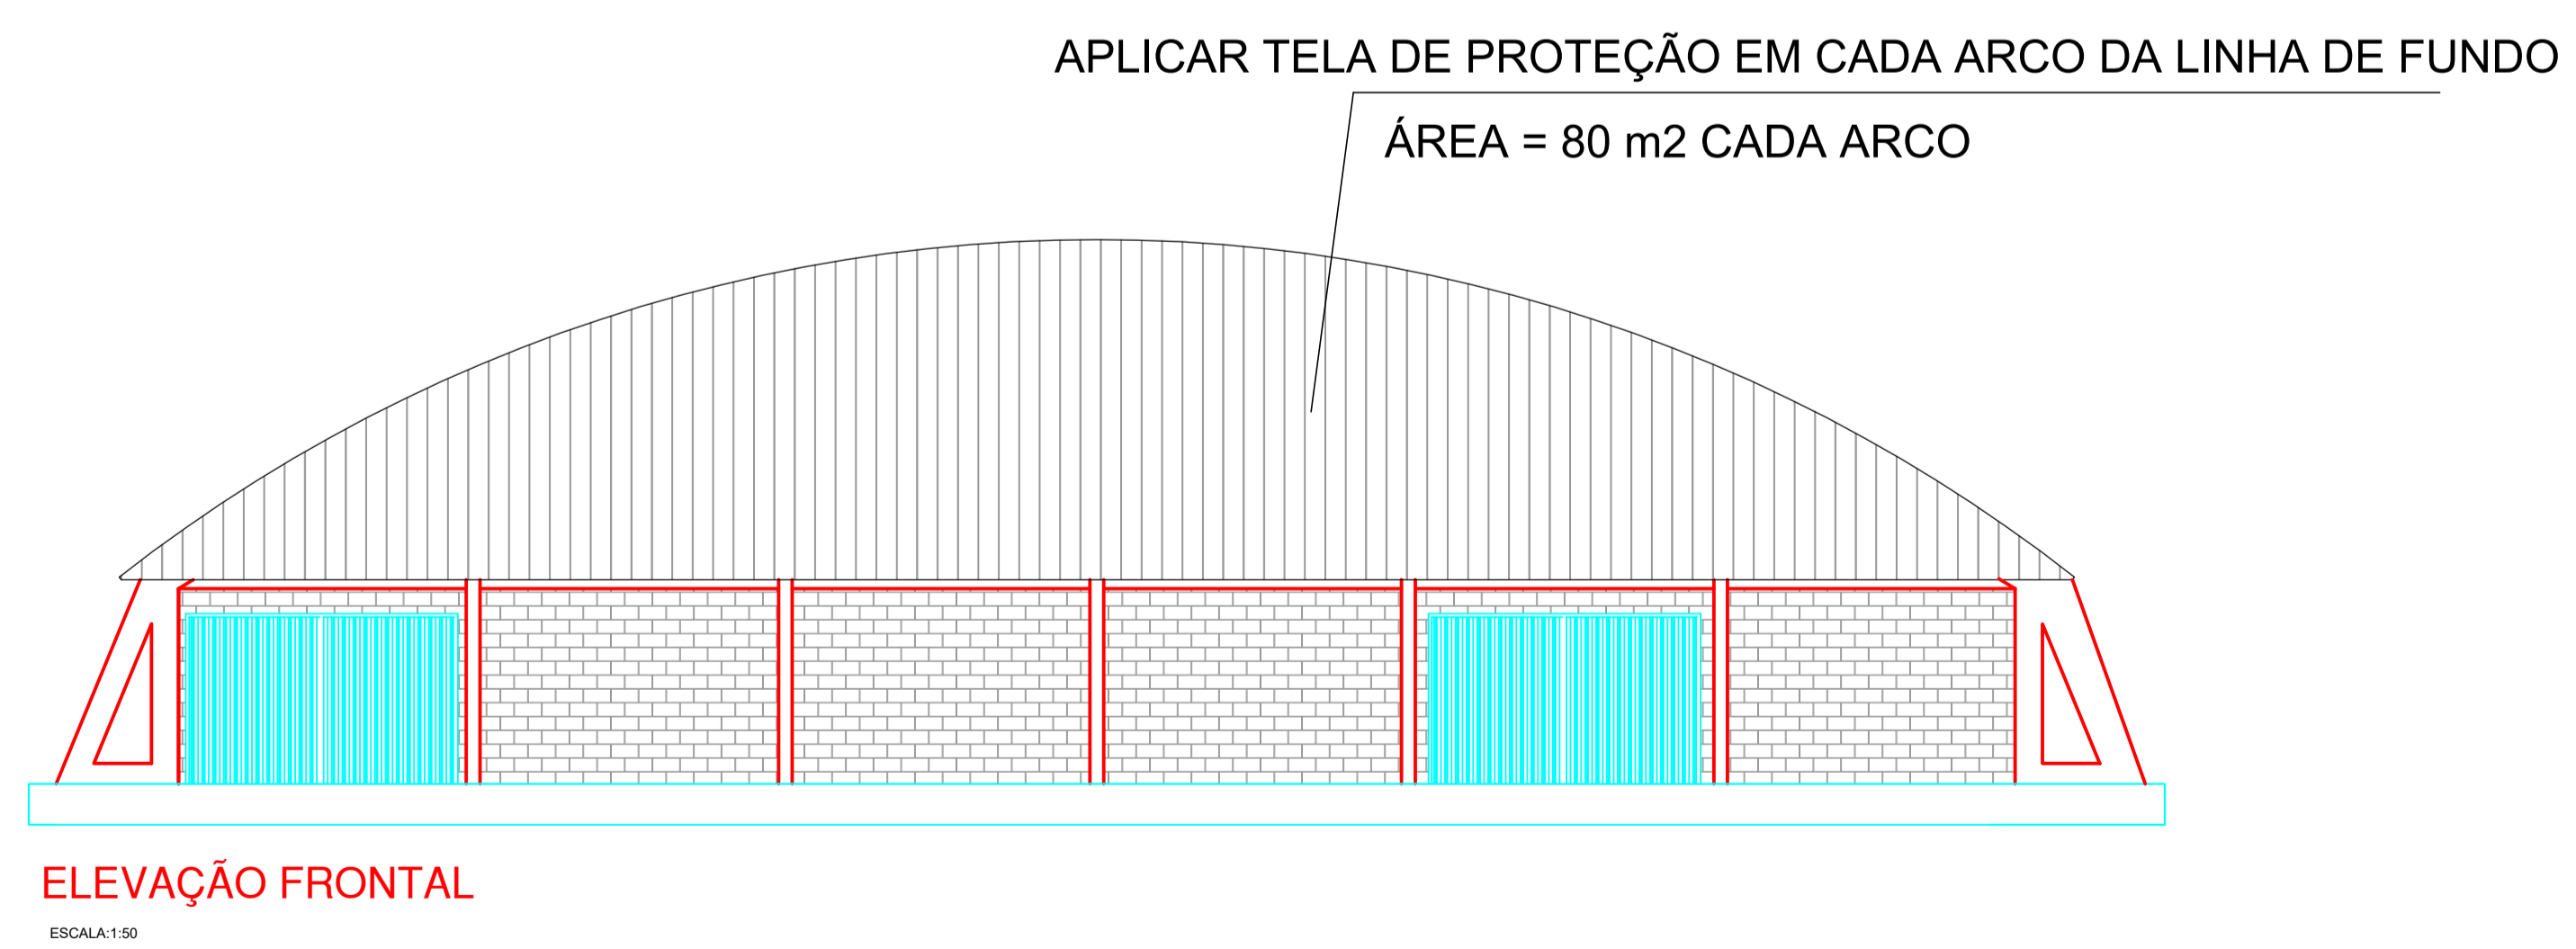 APLICAR TELA DE PROTEÇÃO EM CADA ARCO DA LINHA DE FUNDO
ÁREA = 80 m2 CADA ARCO
ELEVAÇÃO FRONTAL
ESCALA:1:50